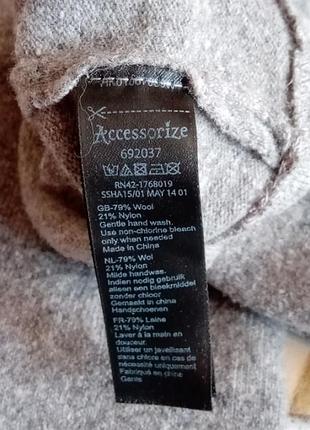 Accessorize
692037
RN42-1768019
SSHA15/01 MAY 14 01
GB-79% Wool
21% Nylon
Gentle hand wash.
Use non-chlorine bleach
only when needed
Made in China
NL-79% Wol
21% Nylon
Milde handwas.
Indien nodig gebruik
alleen een bleekmiddel
zonder chloor
Gemackt in china
Handschoenen
FR-79% Laine
21% Nylon
Laver à la main en
douceur.
Utiliser un javellisant
sans chlore en cas de
nécessité uniquement
Fabriqué en chine
Gants